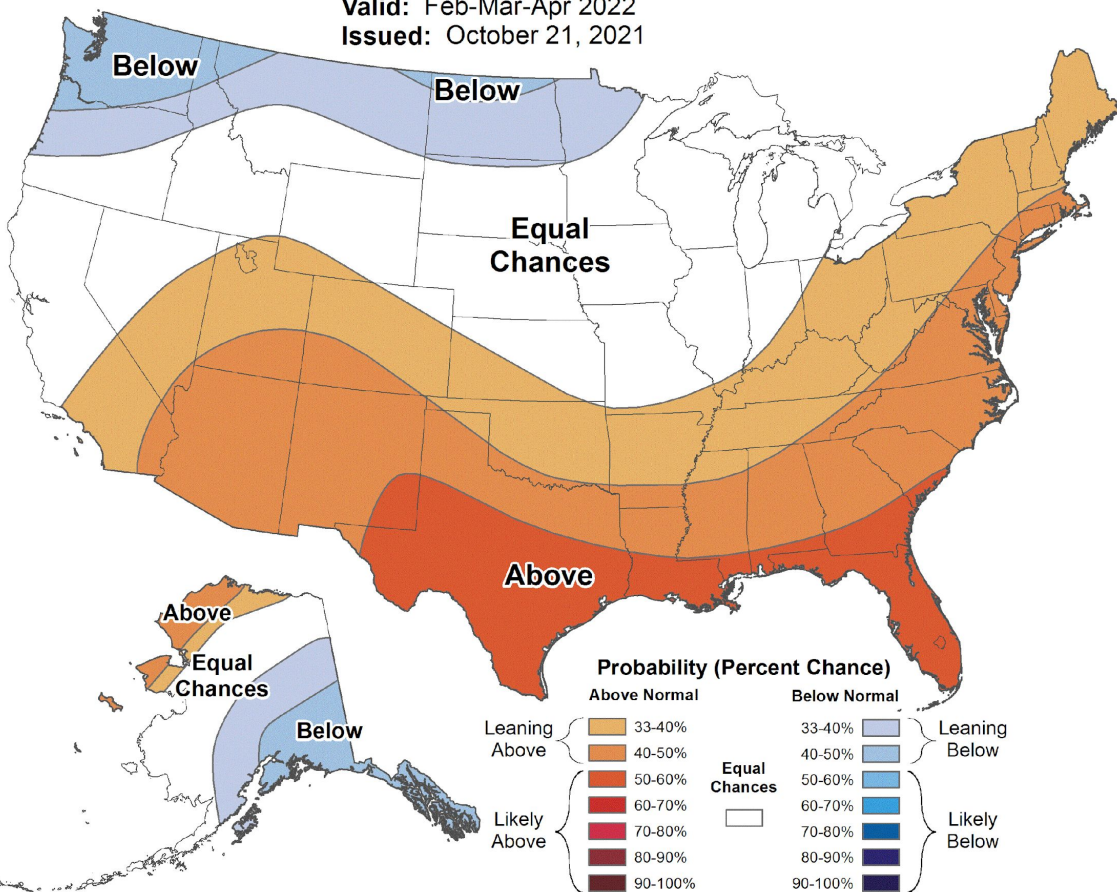 Valid: Feb-Mar-Apr 2022
Issued: October 21, 2021
Below
Below
Equal
Chances
Above
Above
Equal
Chances
Below
Probability (Percent Chance)
Above Normal
Below Normal
Leaning
Above
33-40%
40-50%
50-60%
60-70%
70-80%
80-90%
90-100%
Likely
Above
Equal
Chances
33-40%
40-50%
50-60%
60-70%
70-80%
80-90%
90-100%
Leaning
Below
Likely
Below